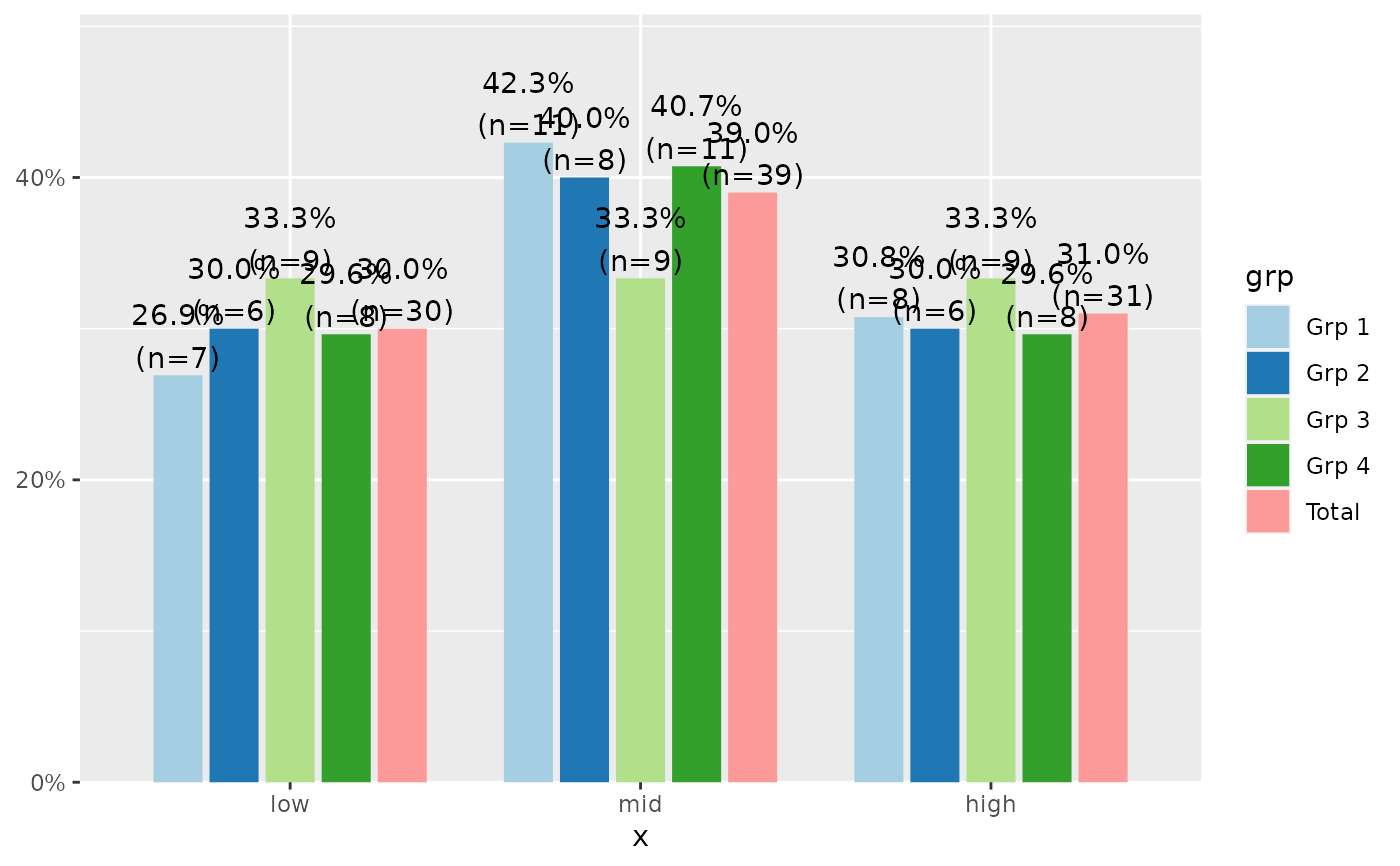 42.3%
(n=11)
40.0%
(n=8)
40.7%
(n=11)
39.0%
(n=39)
33.3%
(n=9)
33.3%
(n=9)
30.0%
(n=6)
26.9%
(n=7)
29.6%
(n=8)
30.0%
(n=30)
30.8%
(n=8)
30.0%
(n=6)
33.3%
(n=9)
29.6%
(n=8)
31.0%
(n=31)
40%
20%
0%
low
mid
high
x
grp
Grp 1
Grp 2
Grp 3
Grp 4
Total